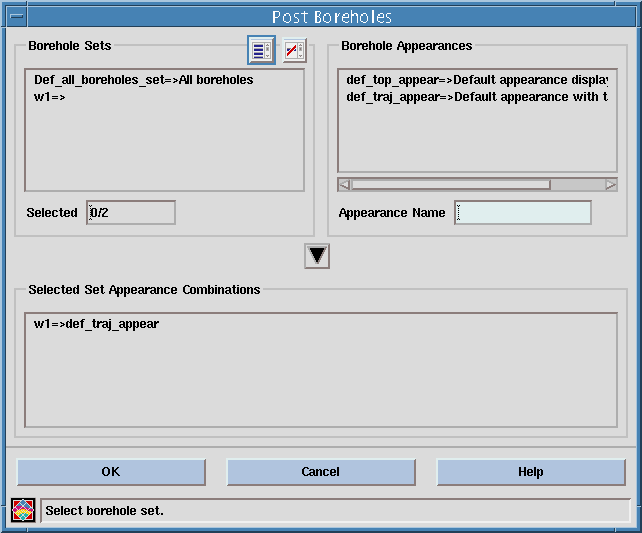 Post Boreholes
Borehole Sets
Def_all_boreholes_set=>All boreholes
w1=>
Selected 0/2
Borehole Appearances
def_top_appear=>Default appearance display
def_traj_appear=>Default appearance with t
Appearance Name
Selected Set Appearance Combinations
w1=>def_traj_appear
OK Cancel Help
Select borehole set.